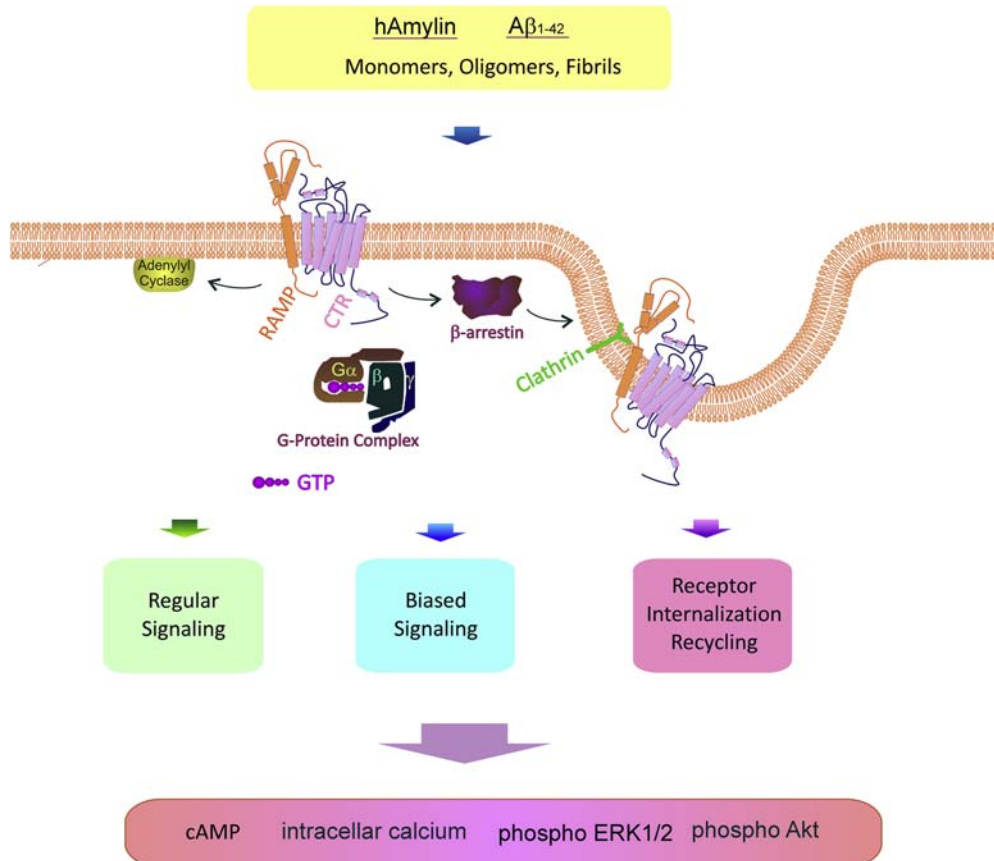 hAmylin Aβ1-42
Monomers, Oligomers, Fibrils
Adenylyl
Cyclase
RAMP
CTR
β-arrestin
Clathrin
Gα
β
γ
G-Protein Complex
GTP
Regular
Signaling
Biased
Signaling
Receptor
Internalization
Recycling
cAMP intracellar calcium phospho ERK1/2 phospho Akt